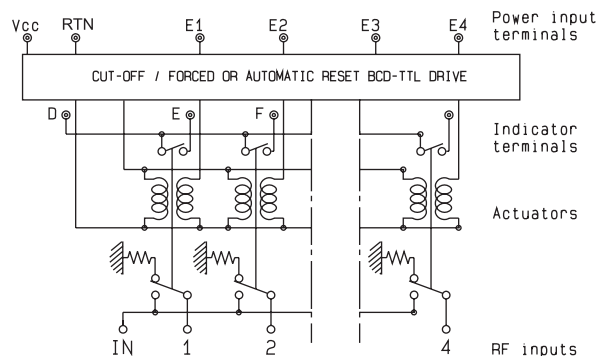 Vcc RTN E1 E2 E3 E4 Power input
terminals
CUT-OFF / FORCED OR AUTOMATIC RESET BCD-TTL DRIVE
D E F
Indicator
terminals
Actuators
IN 1 2 4 RF inputs